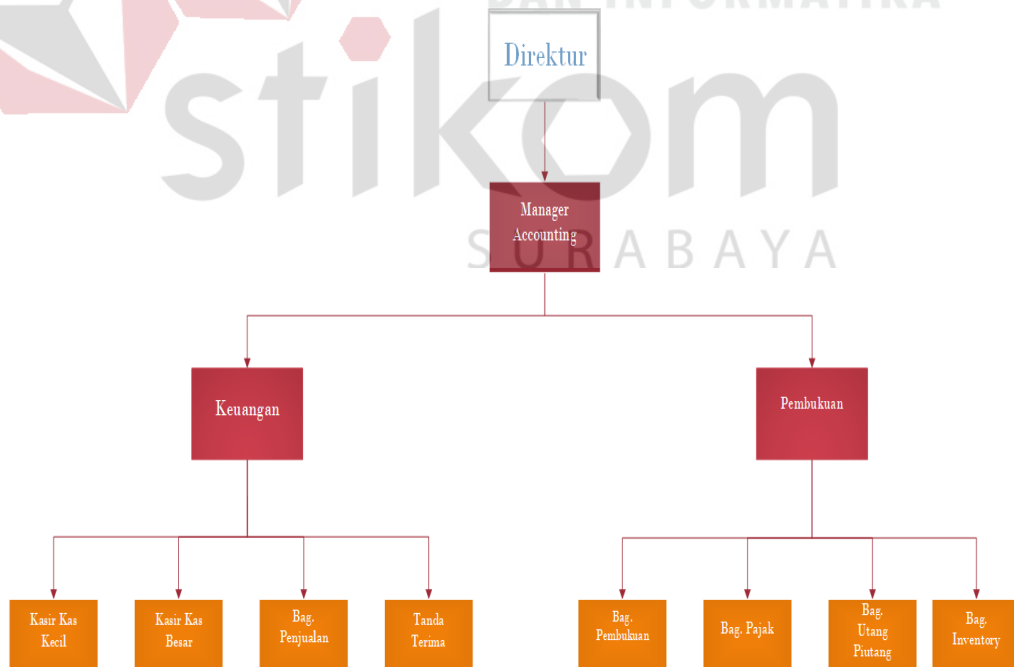 DAN INFORMATIKA
stikom
SURABAYA
Direktur
Manager
Accounting
Keuangan
Pembukuan
Kasir Kas
Kecil
Kasir Kas
Besar
Bag.
Penjualan
Tanda
Terima
Bag.
Pembukuan
Bag. Pajak
Bag.
Utang
Piutang
Bag.
Inventory